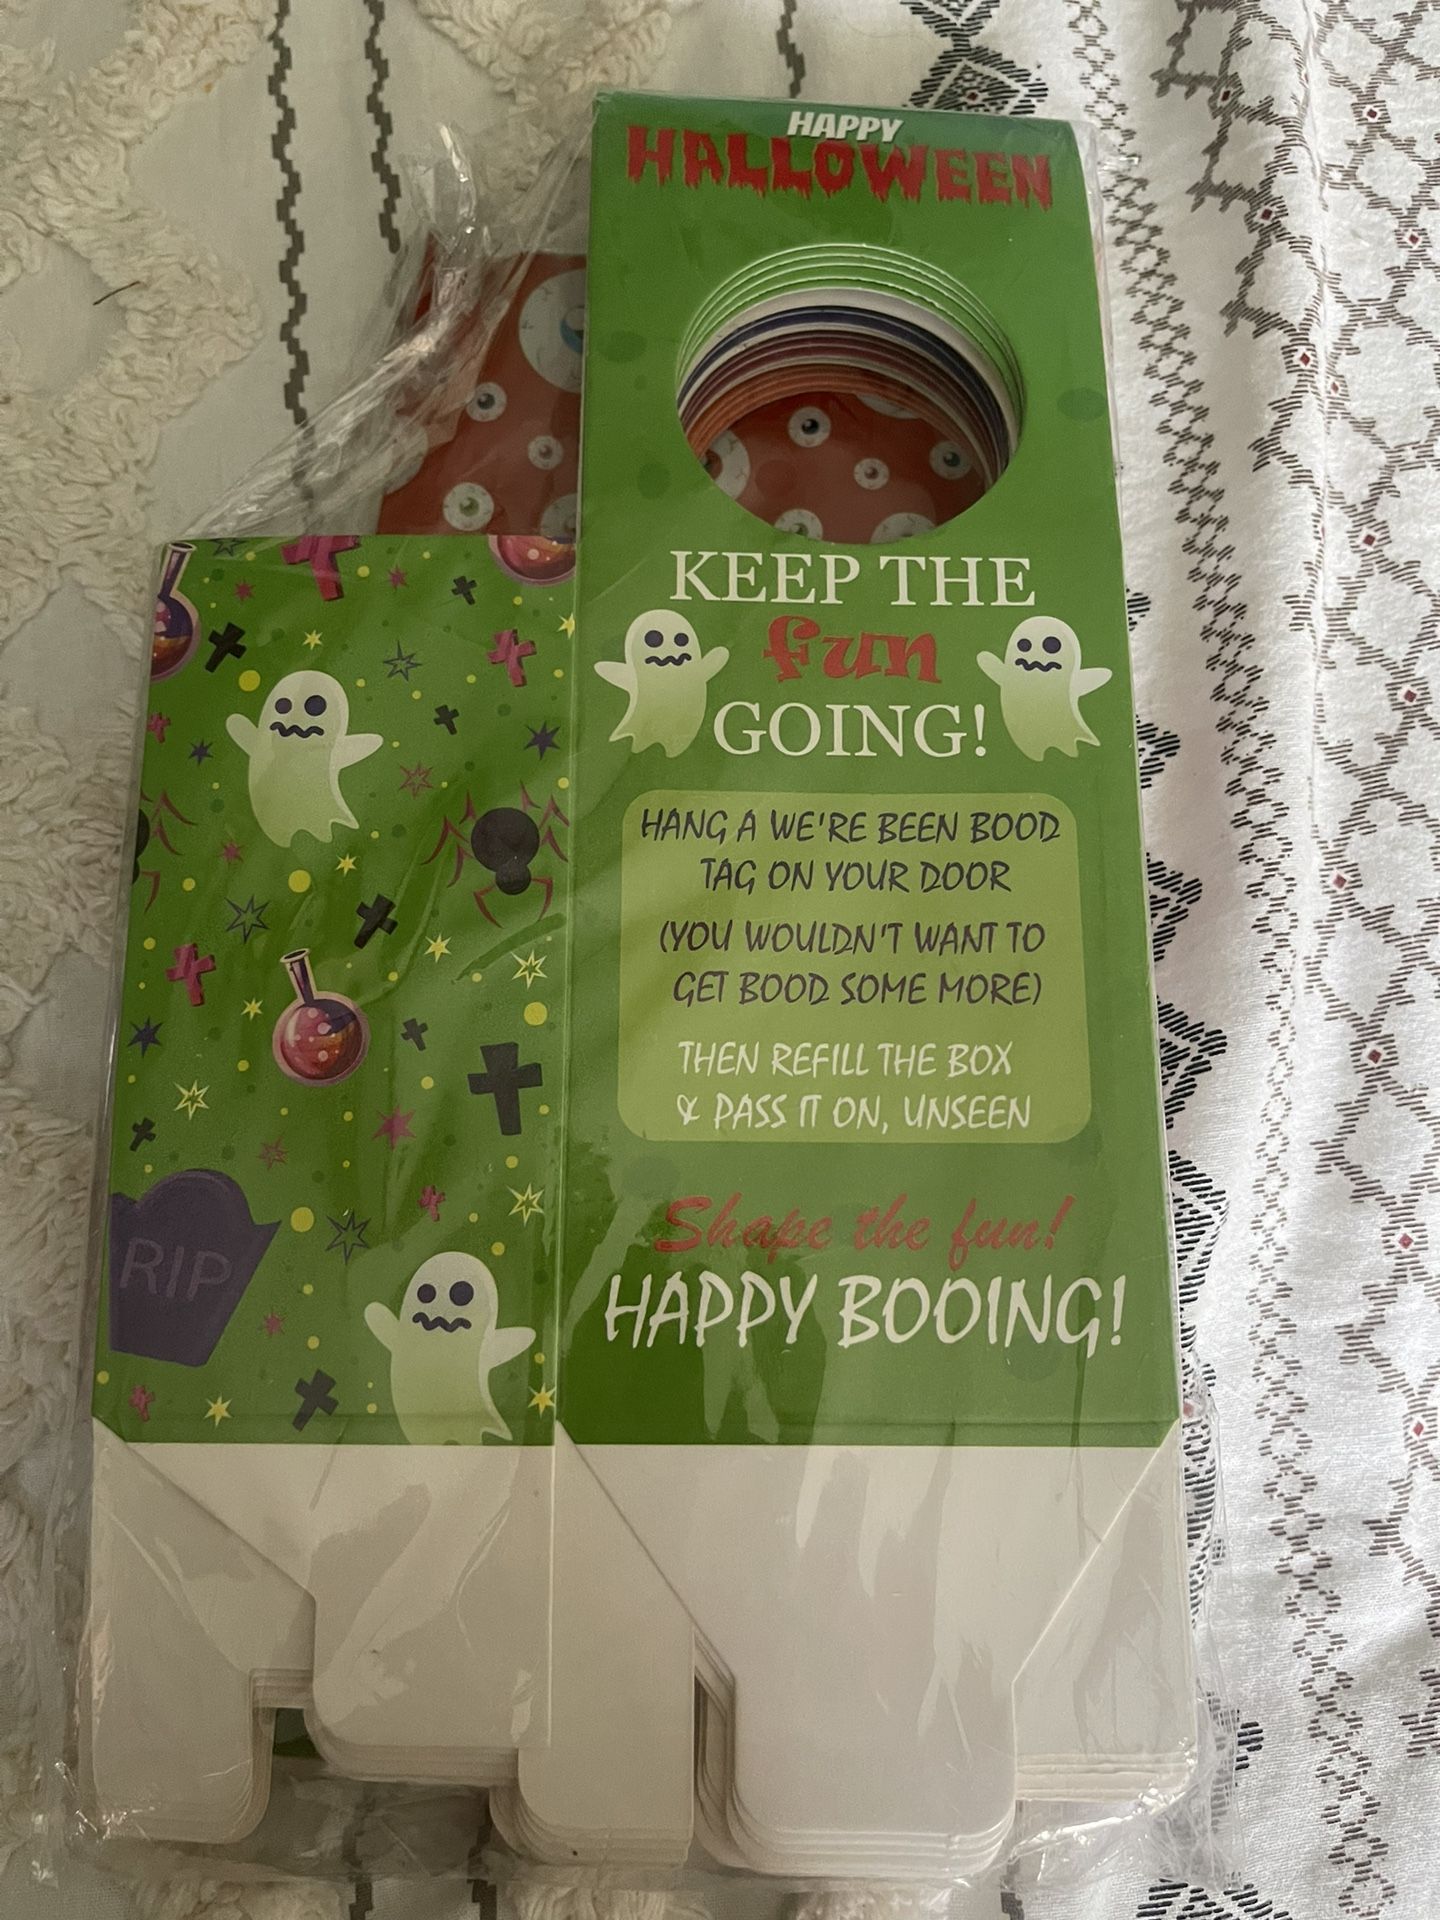 HAPPY
HALLOWEEN
KEEP THE
fun
GOING!
HANG A WE'RE BEEN BOOD
TAG ON YOUR DOOR
(YOU WOULDN'T WANT TO
GET BOOD SOME MORE)
THEN REFILL THE BOX
& PASS IT ON, UNSEEN
Shape the fun!
HAPPY BOOING!
RIP